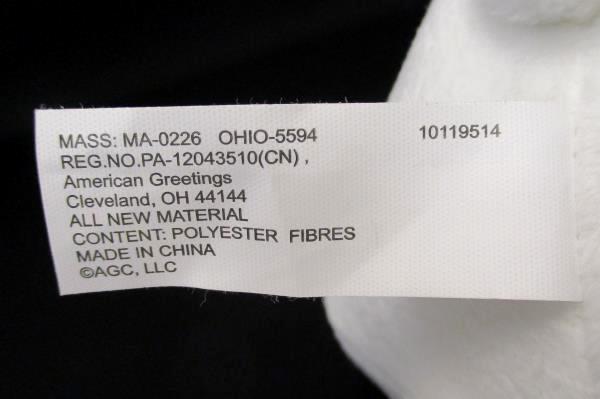 MASS: MA-0226 OHIO-5594 10119514
REG.NO.PA-12043510(CN) ,
American Greetings
Cleveland, OH 44144
ALL NEW MATERIAL
CONTENT: POLYESTER FIBRES
MADE IN CHINA
©AGC, LLC